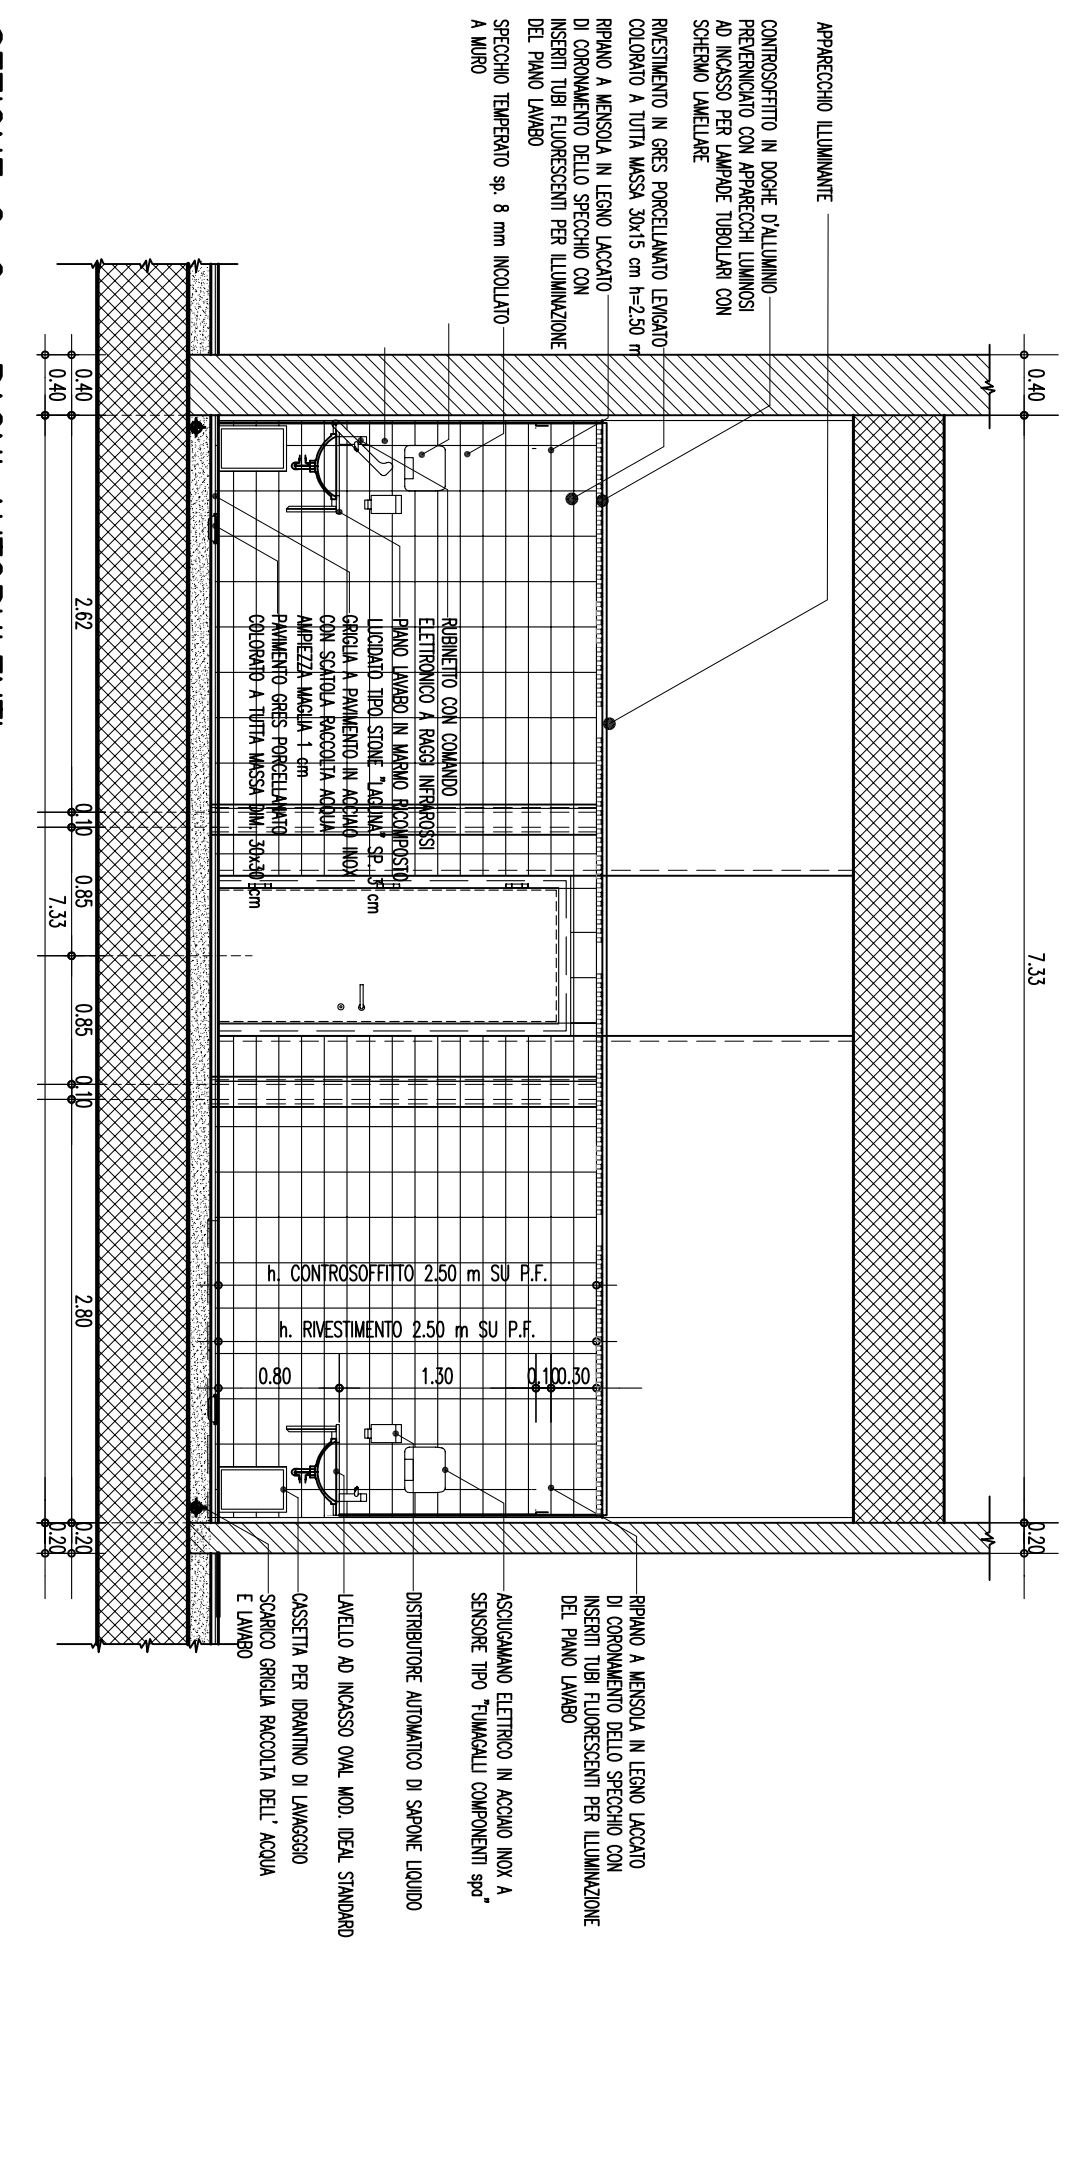 APPARECCHIO ILLUMINANTE
CONTROSOFFITTO IN DOGHE D'ALLUMINIO
PREVERNICIATO CON APPARECCHI LUMINOSI
AD INCASSO PER LAMPADE TUBOLLARI CON
SCHERMO LAMELLARE
RIVESTIMENTO IN GRES PORCELLANATO LEVIGATO
COLORATO A TUTTA MASSA 30x15 cm h=2.50 m
RIPIANO A MENSOLA IN LEGNO LACCATO
DI CORONAMENTO DELLO SPECCHIO CON
INSERITI TUBI FLUORESCENTI PER ILLUMINAZIONE
DEL PIANO LAVABO
SPECCHIO TEMPERATO sp. 8 mm INCOLLATO
A MURO
0.40
7.33
0.20
RUBINETTO CON COMANDO
ELETTRONICO A RAGGI INFRAROSSI
PIANO LAVABO IN MARMO RICOMPOSTO
LUCIDATO TIPO STONE "LAGUNA" SP. 3 cm
GRIGLIA A PAVIMENTO IN ACCIAIO INOX
CON SCATOLA RACCOLTA ACQUA
AMPIEZZA MAGLIA 1 cm
PAVIMENTO GRES PORCELLANATO
COLORATO A TUTTA MASSA DIM. 30x30 cm
h. CONTROSOFFITTO 2.50 m SU P.F.
h. RIVESTIMENTO 2.50 m SU P.F.
0.30
0.10
1.30
0.80
RIPIANO A MENSOLA IN LEGNO LACCATO
DI CORONAMENTO DELLO SPECCHIO CON
INSERITI TUBI FLUORESCENTI PER ILLUMINAZIONE
DEL PIANO LAVABO
ASCIUGAMANO ELETTRICO IN ACCIAIO INOX A
SENSORE TIPO "FUMAGALLI COMPONENTI spa"
DISTRIBUTORE AUTOMATICO DI SAPONE LIQUIDO
LAVELLO AD INCASSO OVAL MOD. IDEAL STANDARD
CASSETTA PER IDRANTINO DI LAVAGGGIO
SCARICO GRIGLIA RACCOLTA DELL' ACQUA
E LAVABO
0.40
2.62
0.10
0.85
0.85
0.10
2.80
0.20
0.40
7.33
0.20